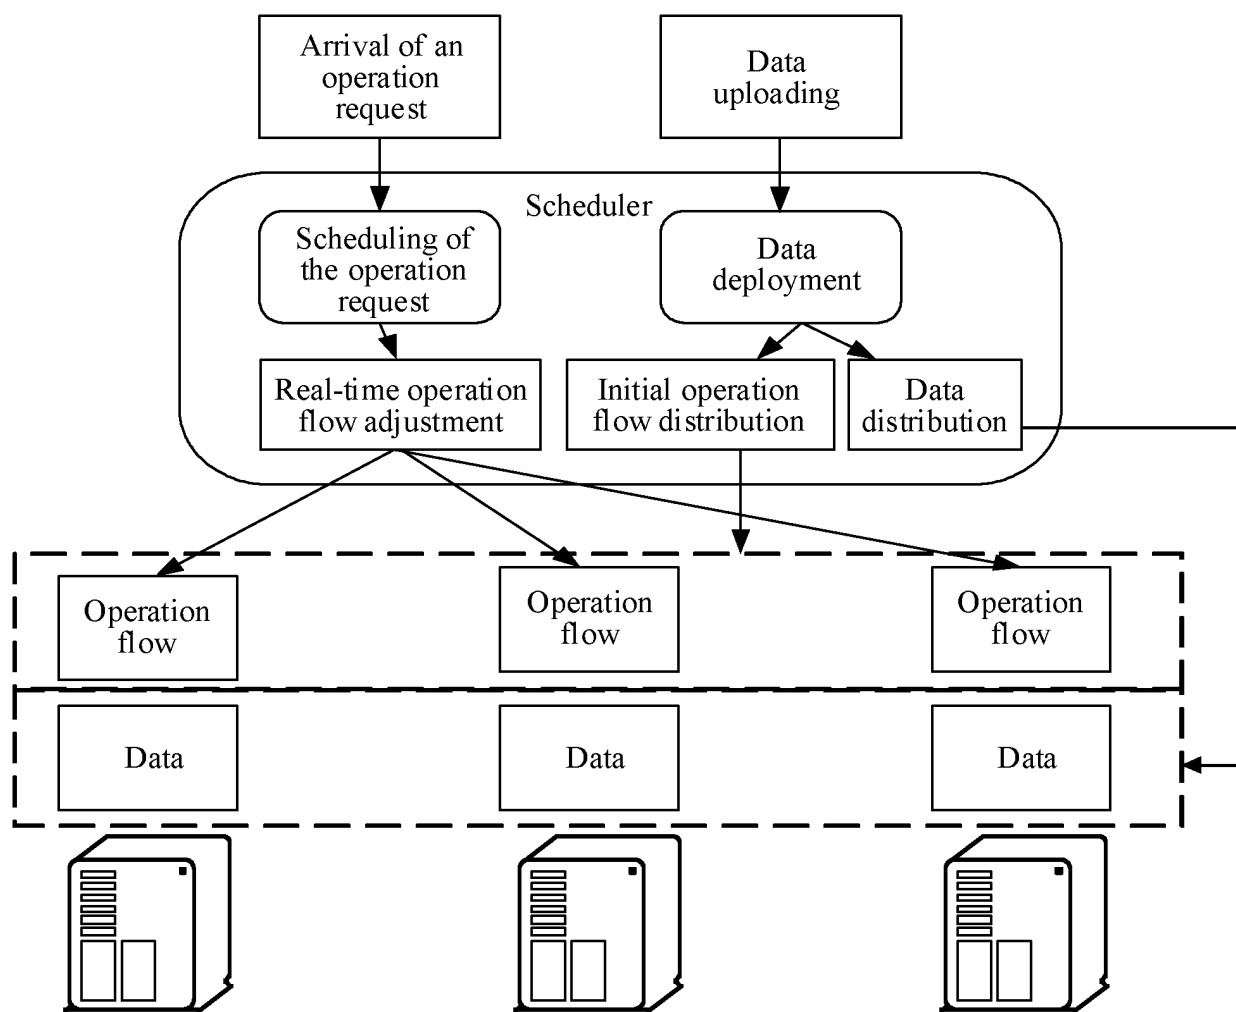 Arrival of an
operation
request
Data
uploading
Scheduler
Scheduling of
the operation
request
Data
deployment
Real-time operation
flow adjustment
Initial operation
flow distribution
Data
distribution
Operation
flow
Operation
flow
Operation
flow
Data
Data
Data